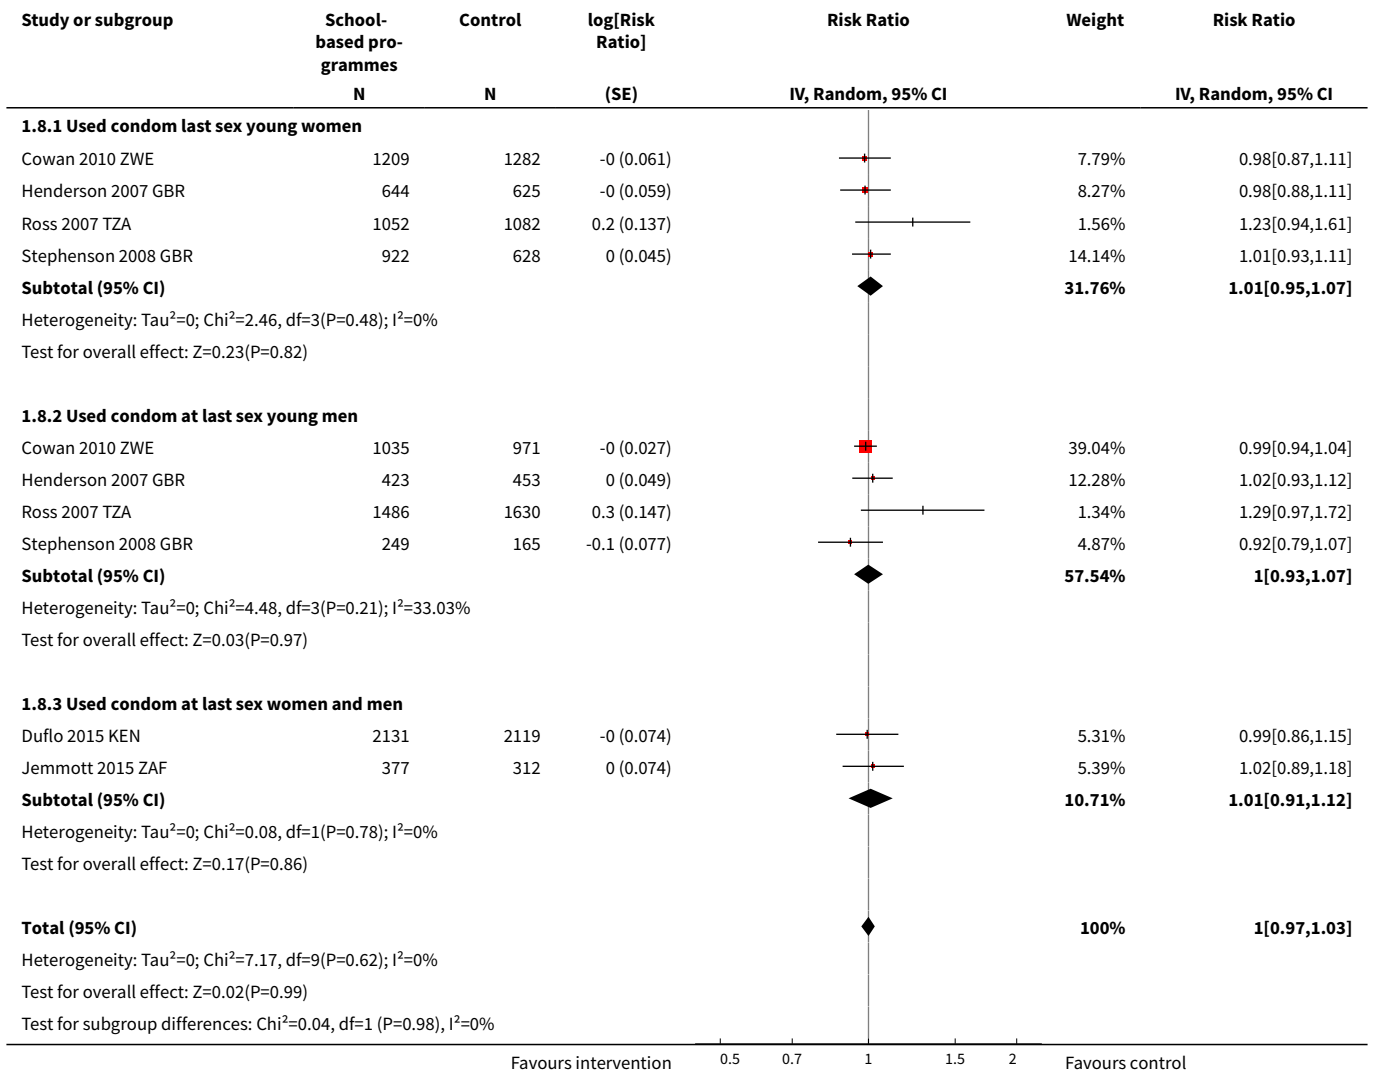 Study or subgroup School-based pro-grammes Control log[Risk Ratio] Risk Ratio Weight Risk Ratio
N N (SE) IV, Random, 95% CI IV, Random, 95% CI
1.8.1 Used condom last sex young women
Cowan 2010 ZWE 1209 1282 -0 (0.061) 7.79% 0.98[0.87,1.11]
Henderson 2007 GBR 644 625 -0 (0.059) 8.27% 0.98[0.88,1.11]
Ross 2007 TZA 1052 1082 0.2 (0.137) 1.56% 1.23[0.94,1.61]
Stephenson 2008 GBR 922 628 0 (0.045) 14.14% 1.01[0.93,1.11]
Subtotal (95% CI) 31.76% 1.01[0.95,1.07]
Heterogeneity: Tau²=0; Chi²=2.46, df=3(P=0.48); I²=0%
Test for overall effect: Z=0.23(P=0.82)
1.8.2 Used condom at last sex young men
Cowan 2010 ZWE 1035 971 -0 (0.027) 39.04% 0.99[0.94,1.04]
Henderson 2007 GBR 423 453 0 (0.049) 12.28% 1.02[0.93,1.12]
Ross 2007 TZA 1486 1630 0.3 (0.147) 1.34% 1.29[0.97,1.72]
Stephenson 2008 GBR 249 165 -0.1 (0.077) 4.87% 0.92[0.79,1.07]
Subtotal (95% CI) 57.54% 1[0.93,1.07]
Heterogeneity: Tau²=0; Chi²=4.48, df=3(P=0.21); I²=33.03%
Test for overall effect: Z=0.03(P=0.97)
1.8.3 Used condom at last sex women and men
Duflo 2015 KEN 2131 2119 -0 (0.074) 5.31% 0.99[0.86,1.15]
Jemmott 2015 ZAF 377 312 0 (0.074) 5.39% 1.02[0.89,1.18]
Subtotal (95% CI) 10.71% 1.01[0.91,1.12]
Heterogeneity: Tau²=0; Chi²=0.08, df=1(P=0.78); I²=0%
Test for overall effect: Z=0.17(P=0.86)
Total (95% CI) 100% 1[0.97,1.03]
Heterogeneity: Tau²=0; Chi²=7.17, df=9(P=0.62); I²=0%
Test for overall effect: Z=0.02(P=0.99)
Test for subgroup differences: Chi²=0.04, df=1 (P=0.98), I²=0%
Favours intervention 0.5 0.7 1 1.5 2 Favours control